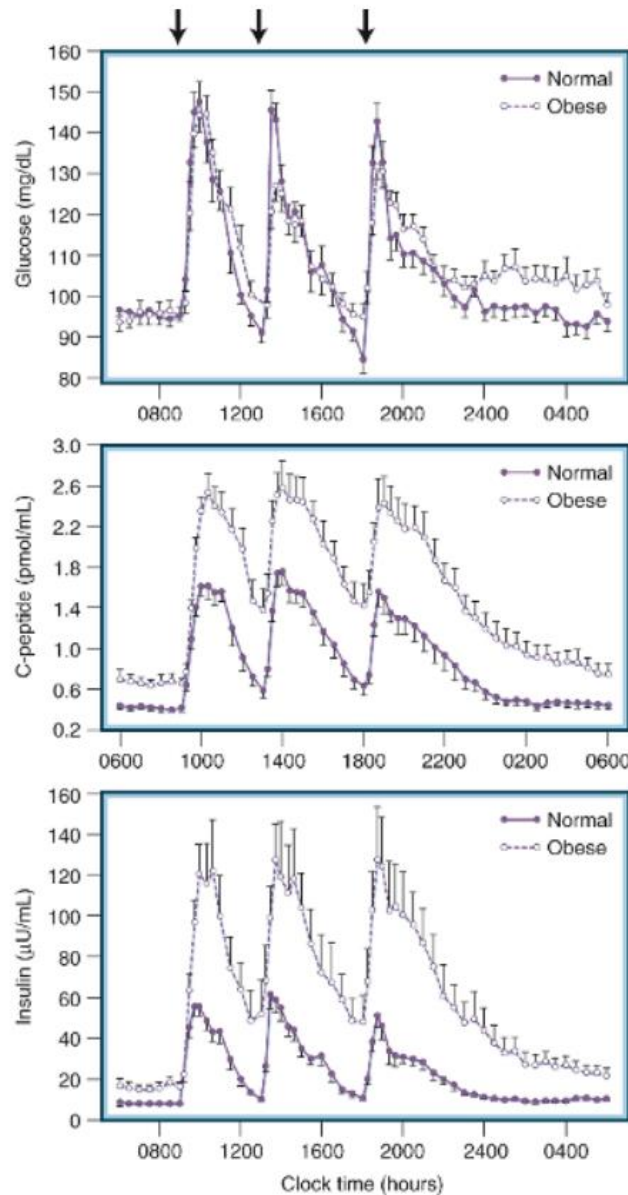 160
150
140
130
120
110
100
90
80
Glucose (mg/dL)
Normal
Obese
0800 1200 1600 2000 2400 0400
3.0
2.6
2.2
1.8
1.4
1.0
0.6
0.2
C-peptide (pmol/mL)
Normal
Obese
0600 1000 1400 1800 2200 0200 0600
160
140
120
100
80
60
40
20
0
Insulin (μU/mL)
Normal
Obese
0800 1200 1600 2000 2400 0400
Clock time (hours)